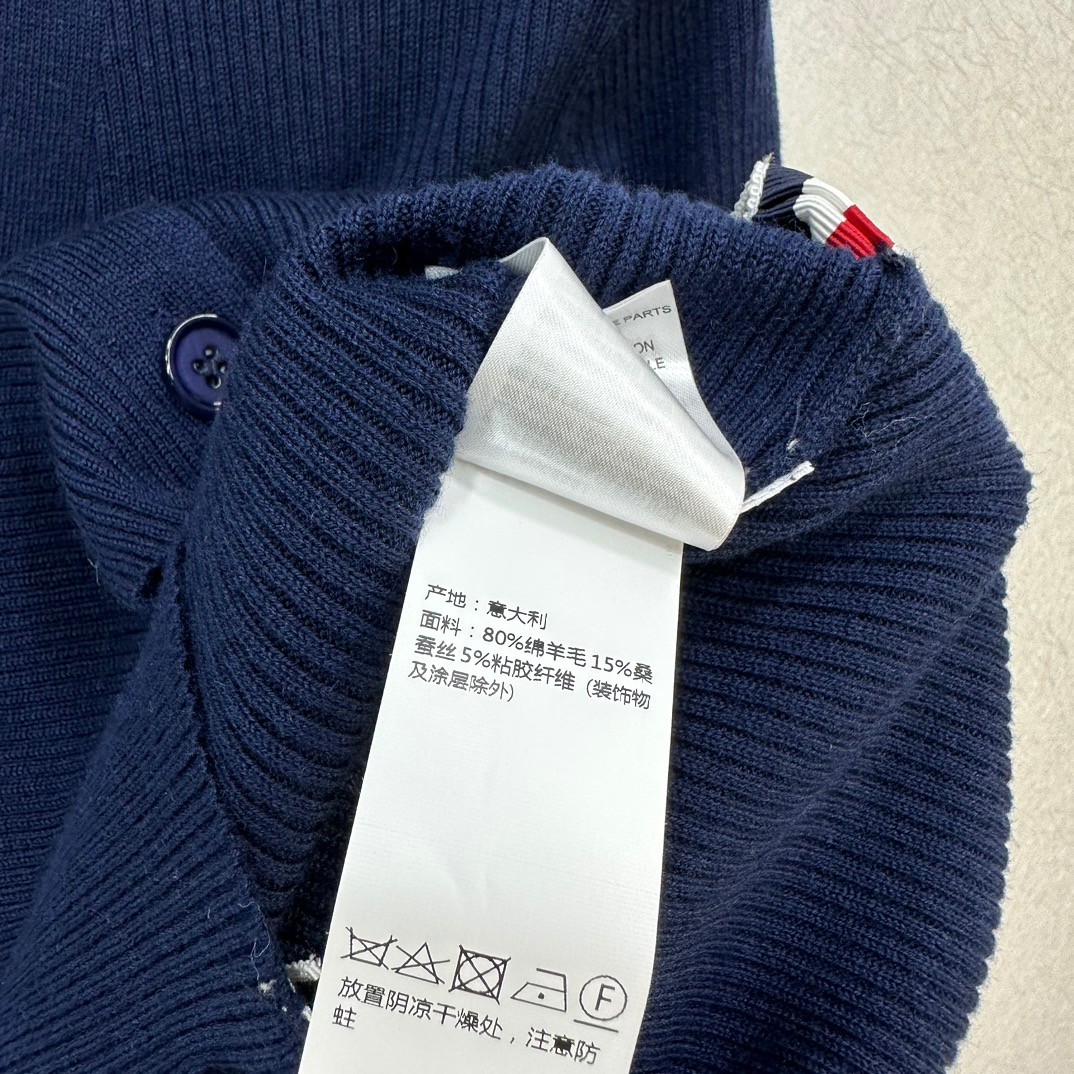 E PARTS
ON
LE
产地：意大利
面料：80%绵羊毛 15%桑
蚕丝 5%粘胶纤维（装饰物
及涂层除外）
F
放置阴凉干燥处，注意防
蛀